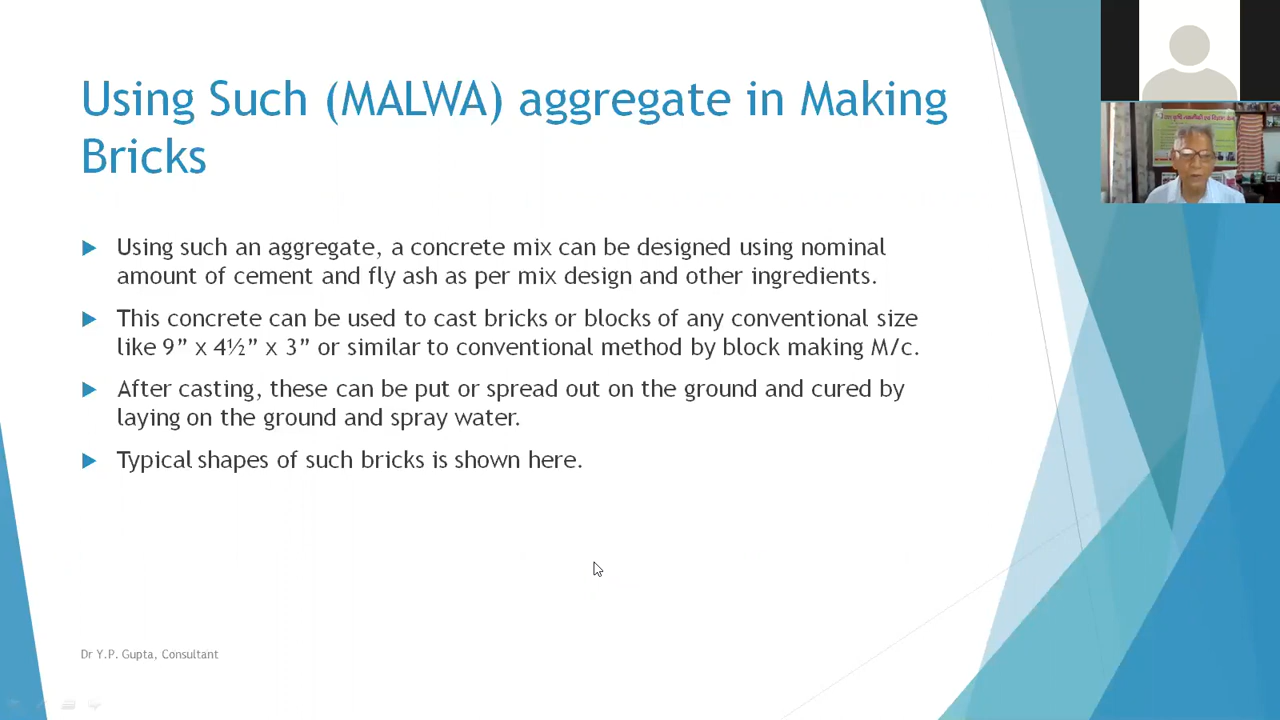 Using Such (MALWA) aggregate in Making
Bricks
Using such an aggregate, a concrete mix can be designed using nominal
amount of cement and fly ash as per mix design and other ingredients.
This concrete can be used to cast bricks or blocks of any conventional size
like 9” x 4½” x 3” or similar to conventional method by block making M/c.
After casting, these can be put or spread out on the ground and cured by
laying on the ground and spray water.
Typical shapes of such bricks is shown here.
Dr Y.P. Gupta, Consultant